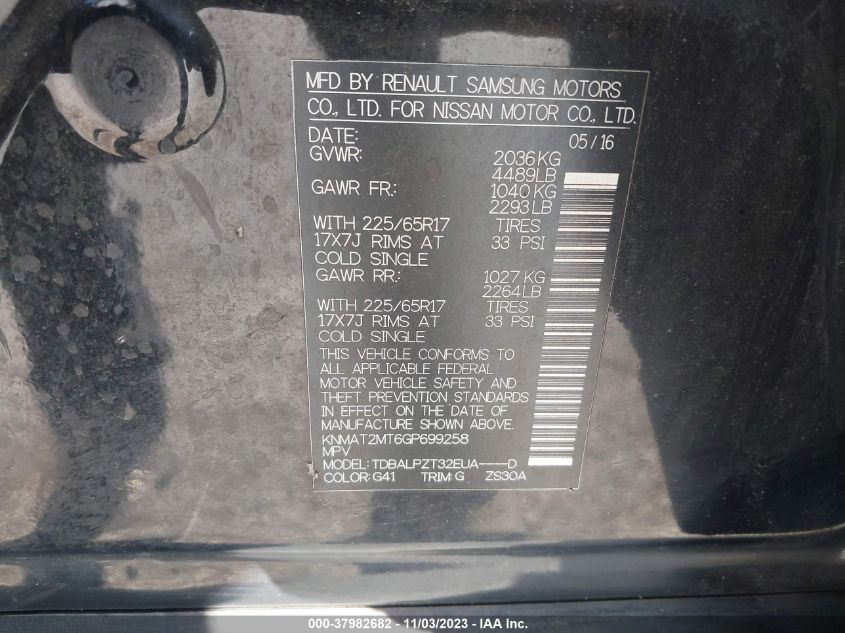 MFD BY RENAULT SAMSUNG MOTORS
CO., LTD. FOR NISSAN MOTOR CO., LTD.
DATE: 05/16
GVWR: 2036KG
4489LB
GAWR FR.: 1040KG
2293LB
WITH 225/65R17 TIRES
17X7J RIMS AT 33 PSI
COLD SINGLE
GAWR RR.: 1027KG
2264LB
WITH 225/65R17 TIRES
17X7J RIMS AT 33 PSI
COLD SINGLE
THIS VEHICLE CONFORMS TO
ALL APPLICABLE FEDERAL
MOTOR VEHICLE SAFETY AND
THEFT PREVENTION STANDARDS
IN EFFECT ON THE DATE OF
MANUFACTURE SHOWN ABOVE.
KNMAT2MT6GP699258
MPV
MODEL:TDBALPZT32EUA----D
COLOR:G41 TRIM:G ZS30A
000-37982682 - 11/03/2023 - IAA Inc.